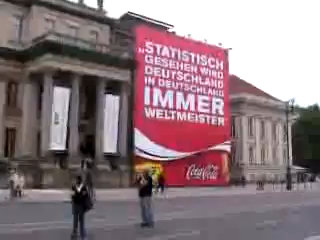 „STATISTISCH
GESEHEN WIRD
DEUTSCHLAND
IN DEUTSCHLAND
IMMER
WELTMEISTER
Coca-Cola